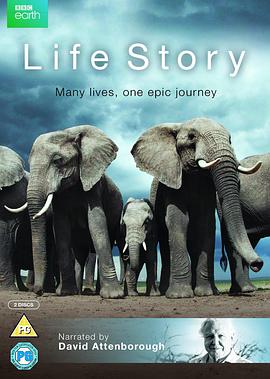 BBC
earth
Life Story
Many lives, one epic journey
2 DISCS
PG
Narrated by
David Attenborough
PG